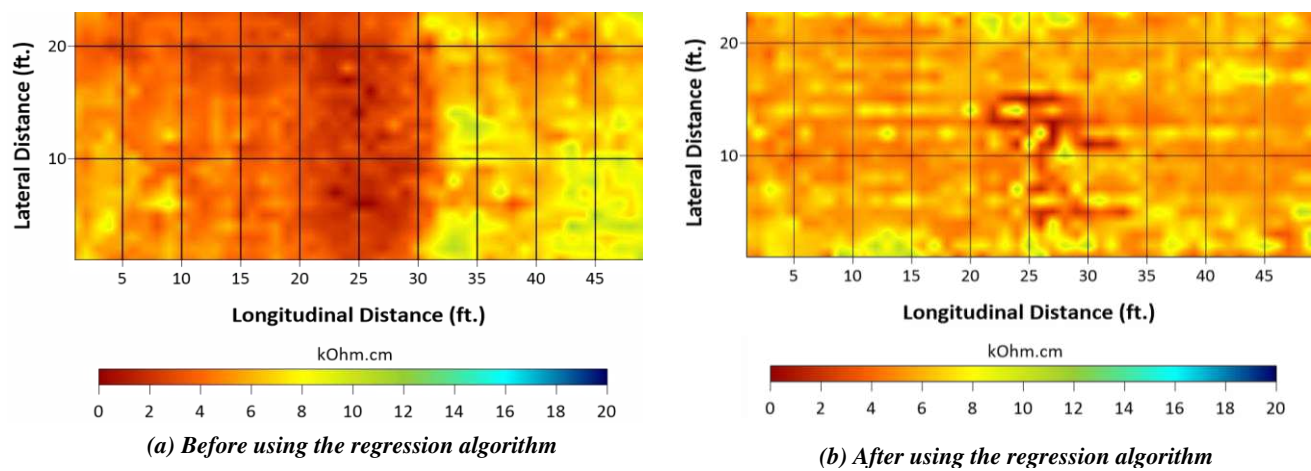 20
10
Lateral Distance (ft.)
5 10 15 20 25 30 35 40 45
Longitudinal Distance (ft.)
kOhm.cm
0 2 4 6 8 10 12 14 16 18 20
(a) Before using the regression algorithm
20
10
Lateral Distance (ft.)
5 10 15 20 25 30 35 40 45
Longitudinal Distance (ft.)
kOhm.cm
0 2 4 6 8 10 12 14 16 18 20
(b) After using the regression algorithm